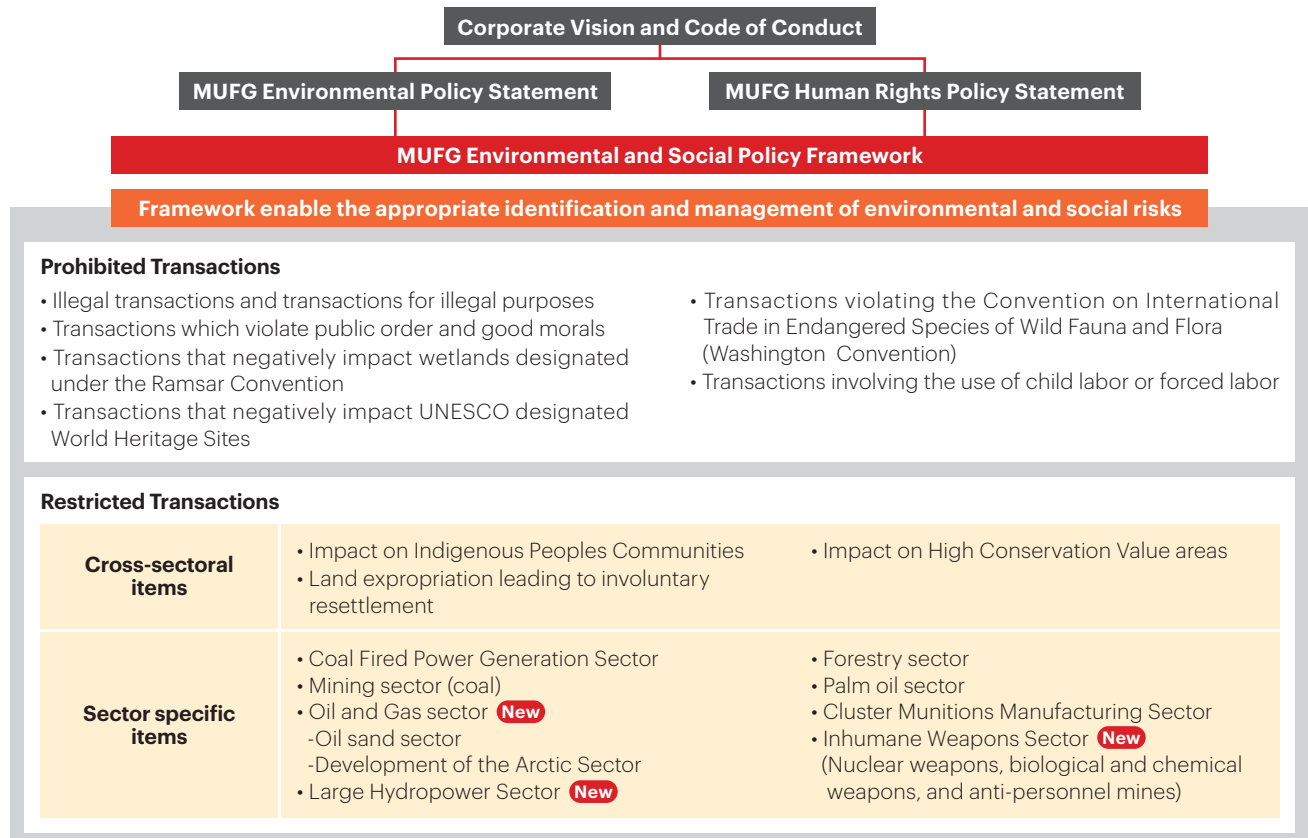 Corporate Vision and Code of Conduct
MUFG Environmental Policy Statement
MUFG Human Rights Policy Statement
MUFG Environmental and Social Policy Framework
Framework enable the appropriate identification and management of environmental and social risks
Prohibited Transactions
• Illegal transactions and transactions for illegal purposes
• Transactions which violate public order and good morals
• Transactions that negatively impact wetlands designated
under the Ramsar Convention
• Transactions that negatively impact UNESCO designated
World Heritage Sites
• Transactions violating the Convention on International
Trade in Endangered Species of Wild Fauna and Flora
(Washington Convention)
• Transactions involving the use of child labor or forced labor
Restricted Transactions
Cross-sectoral
items
• Impact on Indigenous Peoples Communities
• Land expropriation leading to involuntary
resettlement
• Impact on High Conservation Value areas
Sector specific
items
• Coal Fired Power Generation Sector
• Mining sector (coal)
• Oil and Gas sector New
-Oil sand sector
-Development of the Arctic Sector
• Large Hydropower Sector New
• Forestry sector
• Palm oil sector
• Cluster Munitions Manufacturing Sector
• Inhumane Weapons Sector New
(Nuclear weapons, biological and chemical
weapons, and anti-personnel mines)